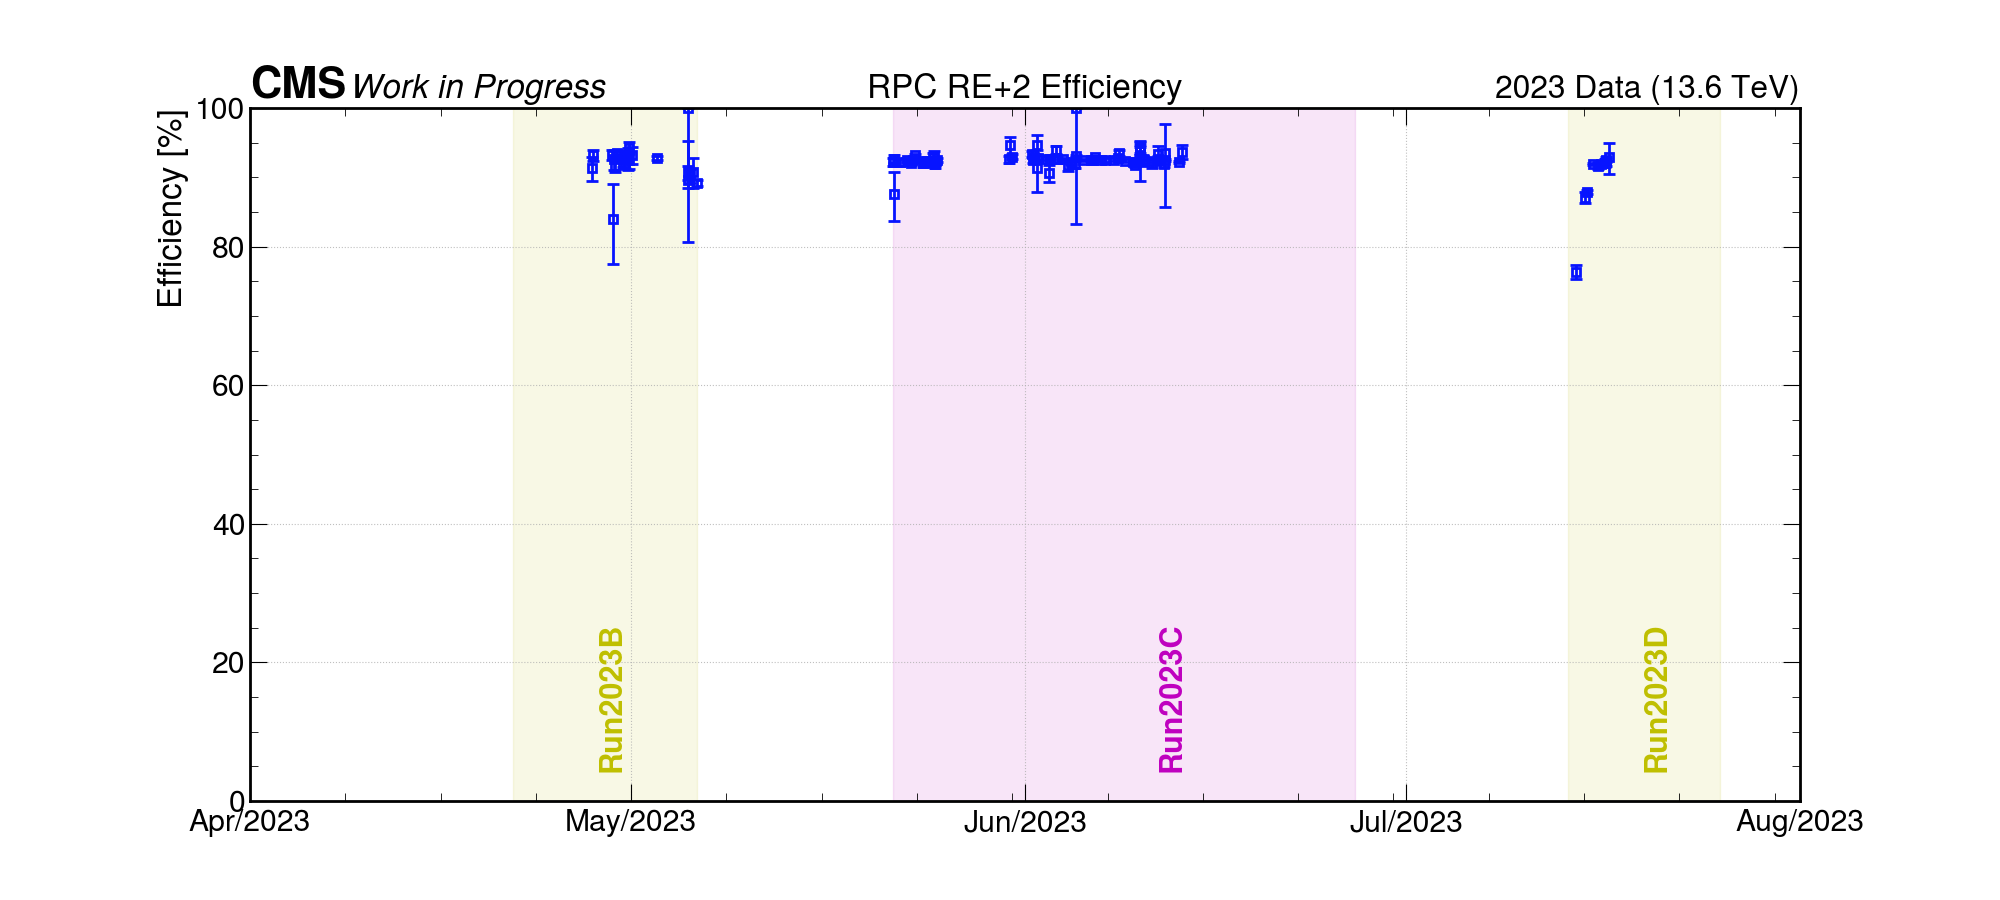 CMS Work in Progress RPC RE+2 Efficiency 2023 Data (13.6 TeV)
Efficiency [%]
100
80
60
40
20
0
Run2023B
Run2023C
Run2023D
Apr/2023 May/2023 Jun/2023 Jul/2023 Aug/2023